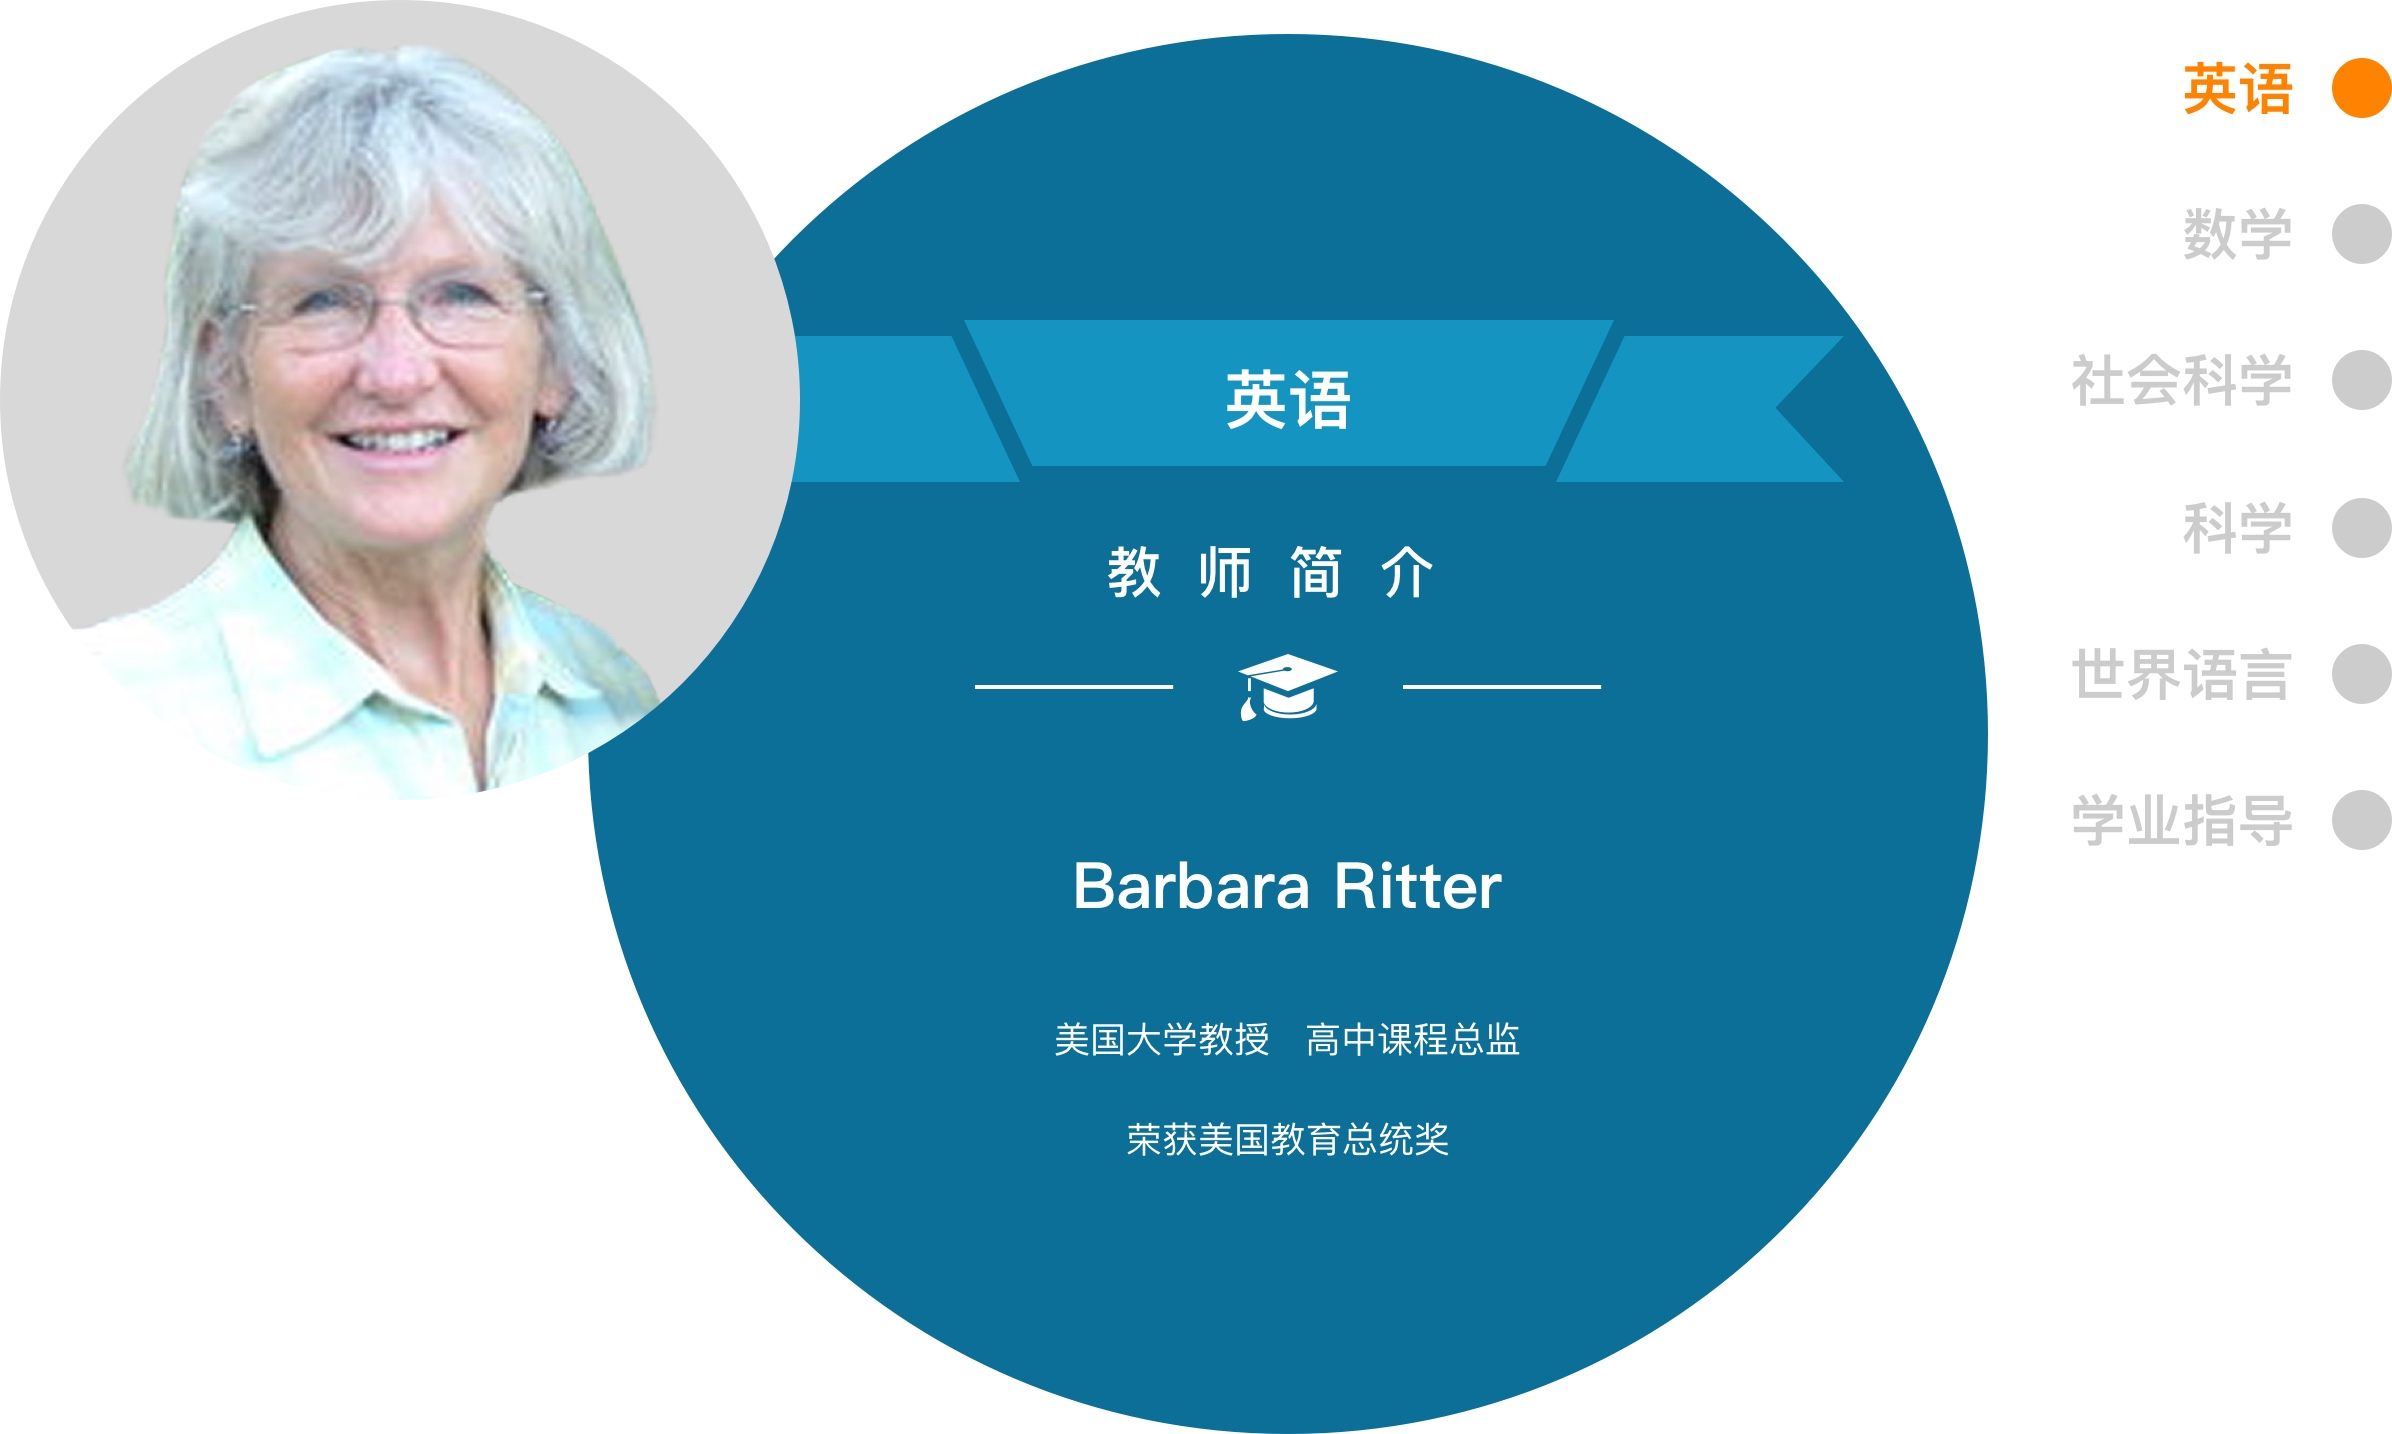 英语
教师简介
Barbara Ritter
美国大学教授　高中课程总监
荣获美国教育总统奖
英语
数学
社会科学
科学
世界语言
学业指导